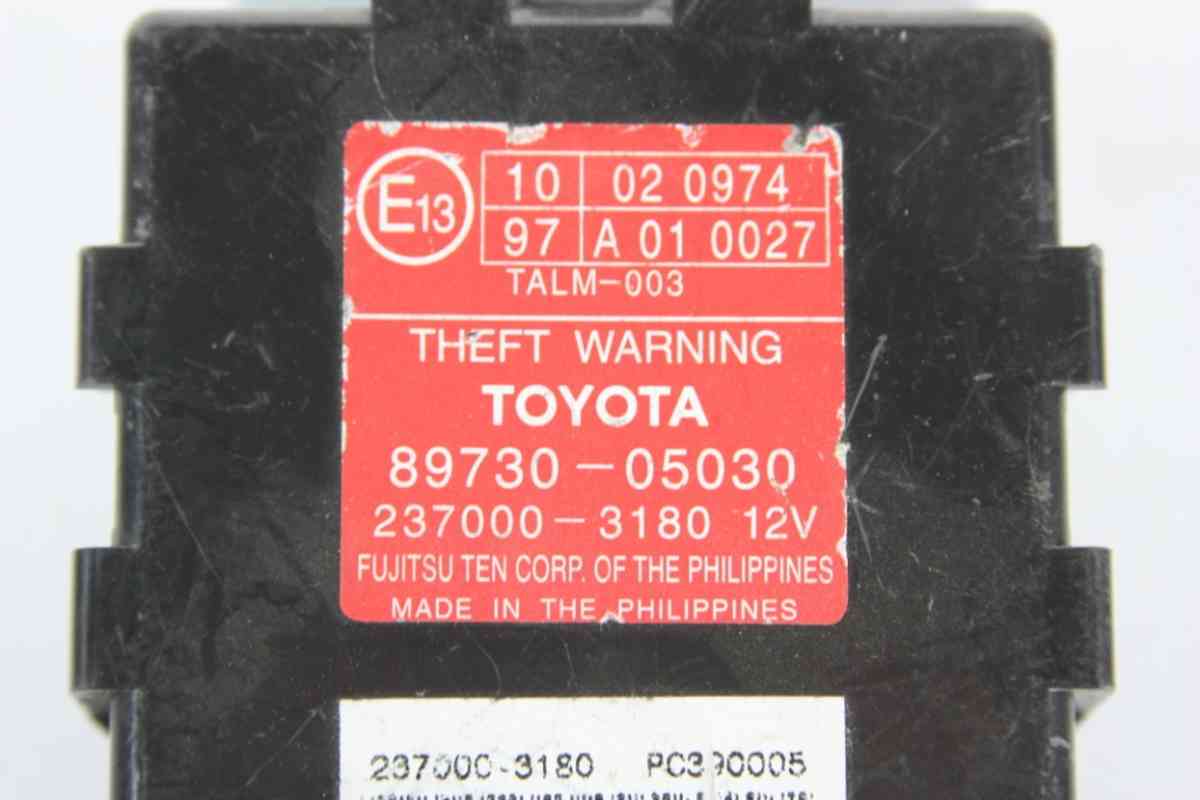 E13
10 02 0974
97 A 01 0027
TALM-003
THEFT WARNING
TOYOTA
89730-05030
237000-3180 12V
FUJITSU TEN CORP. OF THE PHILIPPINES
MADE IN THE PHILIPPINES
237000-3180 PC390005